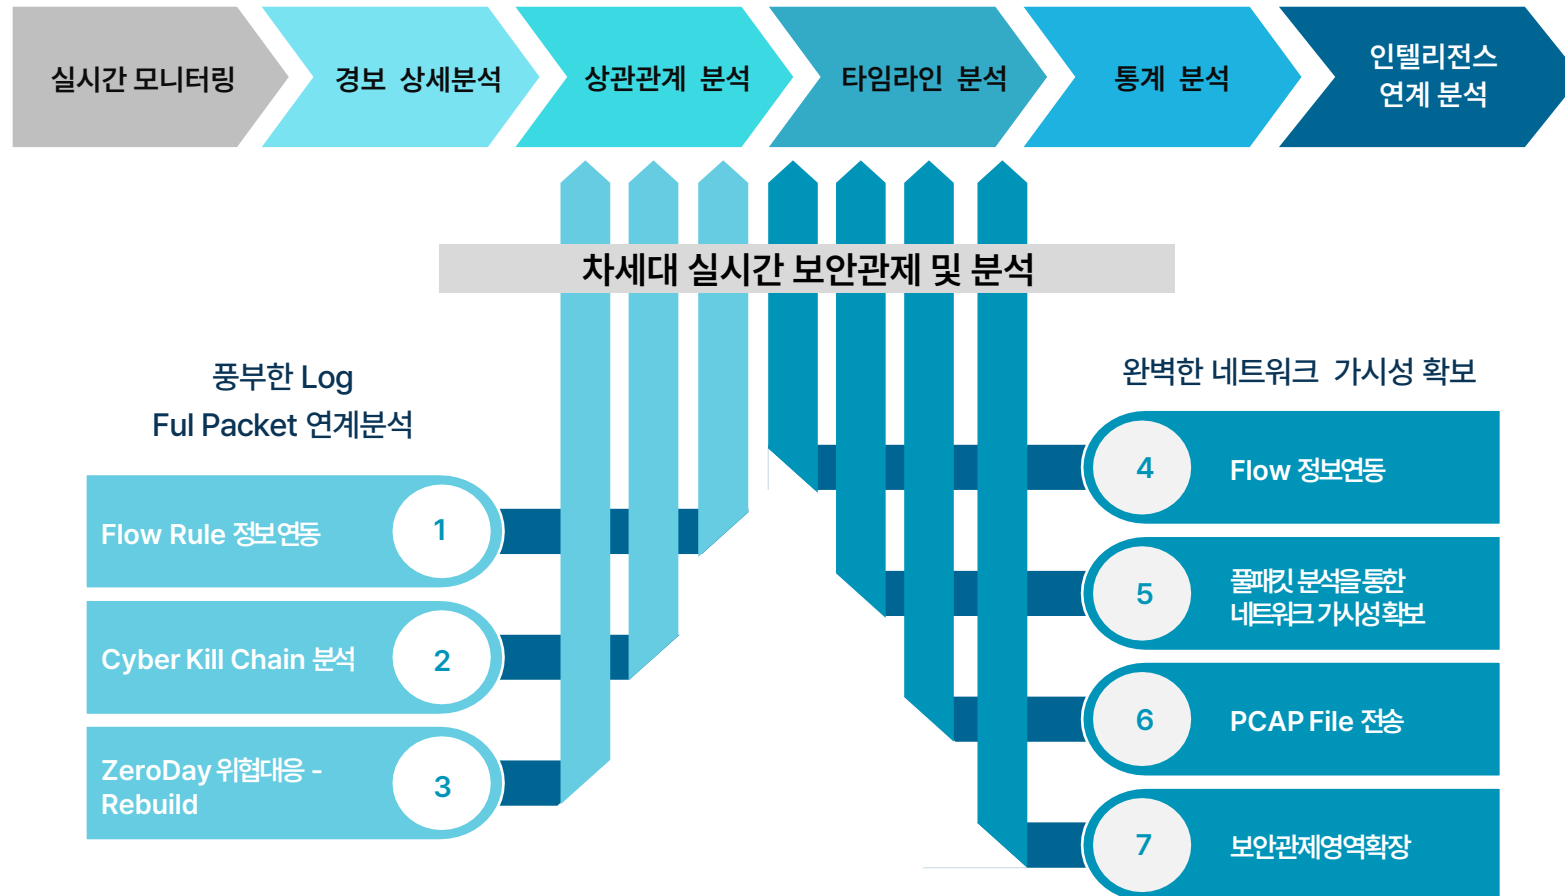 실시간 모니터링
경보 상세분석
상관관계 분석
타임라인 분석
통계 분석
인텔리전스
연계 분석
차세대 실시간 보안관제 및 분석
풍부한 Log
Ful Packet 연계분석
Flow Rule 정보연동
1
Cyber Kill Chain 분석
2
ZeroDay 위협대응 -
Rebuild
3
완벽한 네트워크 가시성 확보
4
Flow 정보연동
5
풀패킷 분석을 통한
네트워크 가시성 확보
6
PCAP File 전송
7
보안관제영역확장